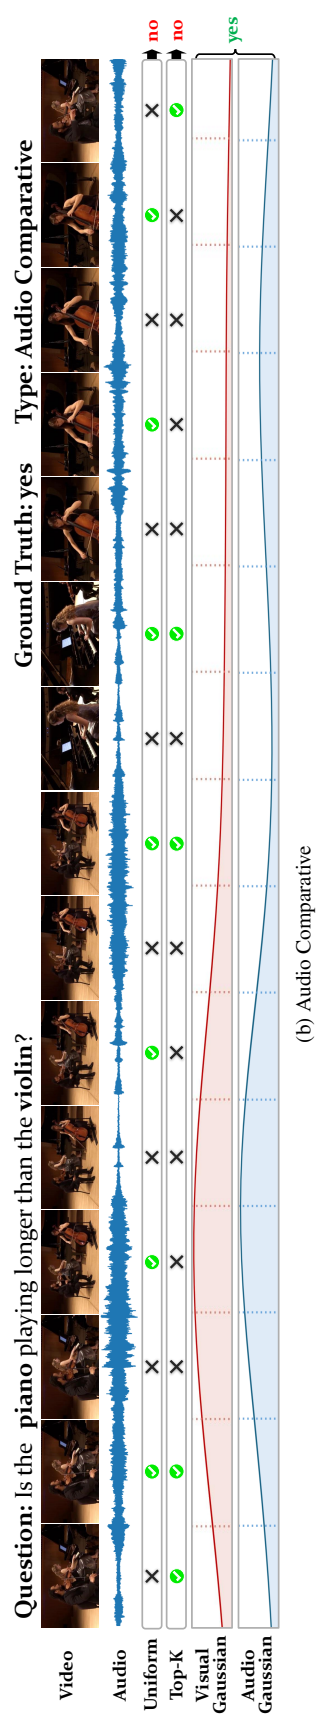 Question: Is the piano playing longer than the violin? Ground Truth: yes Type: Audio Comparative
Video
Audio
Uniform
no
Top-K
no
Visual
Gaussian
Audio
Gaussian
yes
(b) Audio Comparative